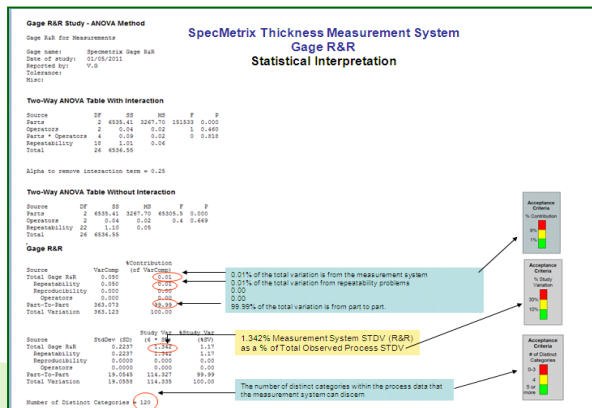 Gage R&R Study - ANOVA Method
SpecMetrix Thickness Measurement System
Gage R&R
Statistical Interpretation
Gage R&R for Measurements
Gage name: Specmetrix Gage R&R
Date of study: 01/05/2011
Reported by: V.G
Tolerance:
Misc:
Two-Way ANOVA Table With Interaction
Source DF SS MS F P
Parts 2 6535.41 3267.70 151533 0.000
Operators 2 0.04 0.02 1 0.460
Parts * Operators 4 0.09 0.02 0 0.818
Repeatability 18 1.01 0.06
Total 26 6536.55
Alpha to remove interaction term = 0.25
Two-Way ANOVA Table Without Interaction
Source DF SS MS F P
Parts 2 6535.41 3267.70 65305.5 0.000
Operators 2 0.04 0.02 0.4 0.669
Repeatability 22 1.10 0.05
Total 26 6536.55
Gage R&R
%Contribution
Source VarComp (of VarComp)
Total Gage R&R 0.050 0.01
Repeatability 0.050 0.01
Reproducibility 0.000 0.00
Operators 0.000 0.00
Part-To-Part 363.073 99.99
Total Variation 363.123 100.00
0.01% of the total variation is from the measurement system
0.01% of the total variation from repeatability problems
0.00
0.00
99.99% of the total variation is from part to part.
Study Var %Study Var
Source StdDev (SD) (6 * SD) (%SV)
Total Gage R&R 0.2237 1.342 1.17
Repeatability 0.2237 1.342 1.17
Reproducibility 0.0000 0.000 0.00
Operators 0.0000 0.000 0.00
Part-To-Part 19.0545 114.327 99.99
Total Variation 19.0558 114.335 100.00
1.342% Measurement System STDV (R&R)
as a % of Total Observed Process STDV
Number of Distinct Categories = 120
The number of distinct categories within the process data that
the measurement system can discern
Acceptance
Criteria
% Contribution
9%
1%
Acceptance
Criteria
% Study
Variation
30%
10%
Acceptance
Criteria
# of Distinct
Categories
0-3
4
5 or
more